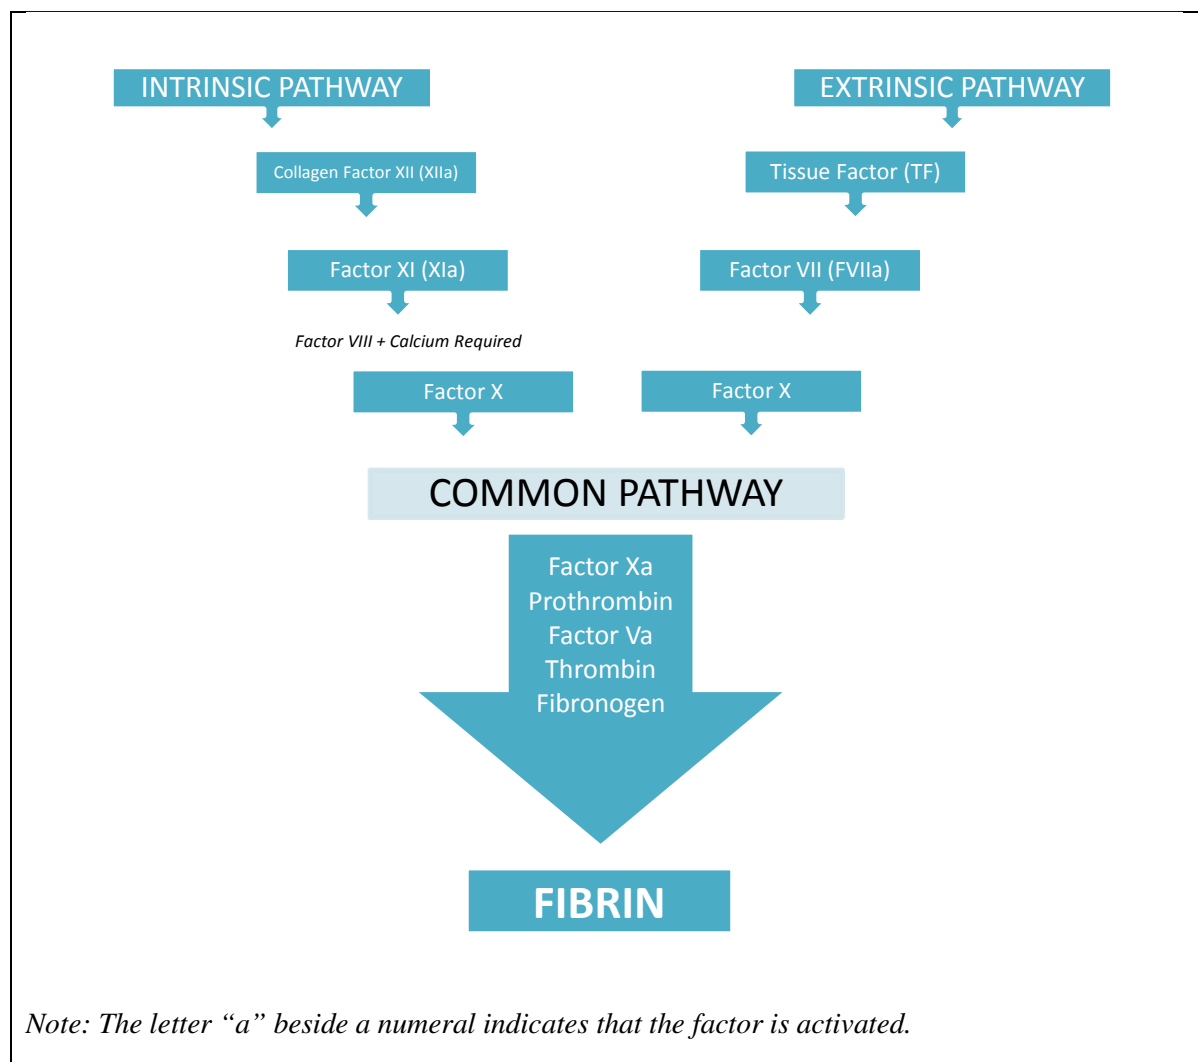 INTRINSIC PATHWAY
EXTRINSIC PATHWAY
Collagen Factor XII (XIIa)
Tissue Factor (TF)
Factor XI (XIa)
Factor VII (FVIIa)
Factor VIII + Calcium Required
Factor X
Factor X
COMMON PATHWAY
Factor Xa
Prothrombin
Factor Va
Thrombin
Fibronogen
FIBRIN
Note: The letter “a” beside a numeral indicates that the factor is activated.